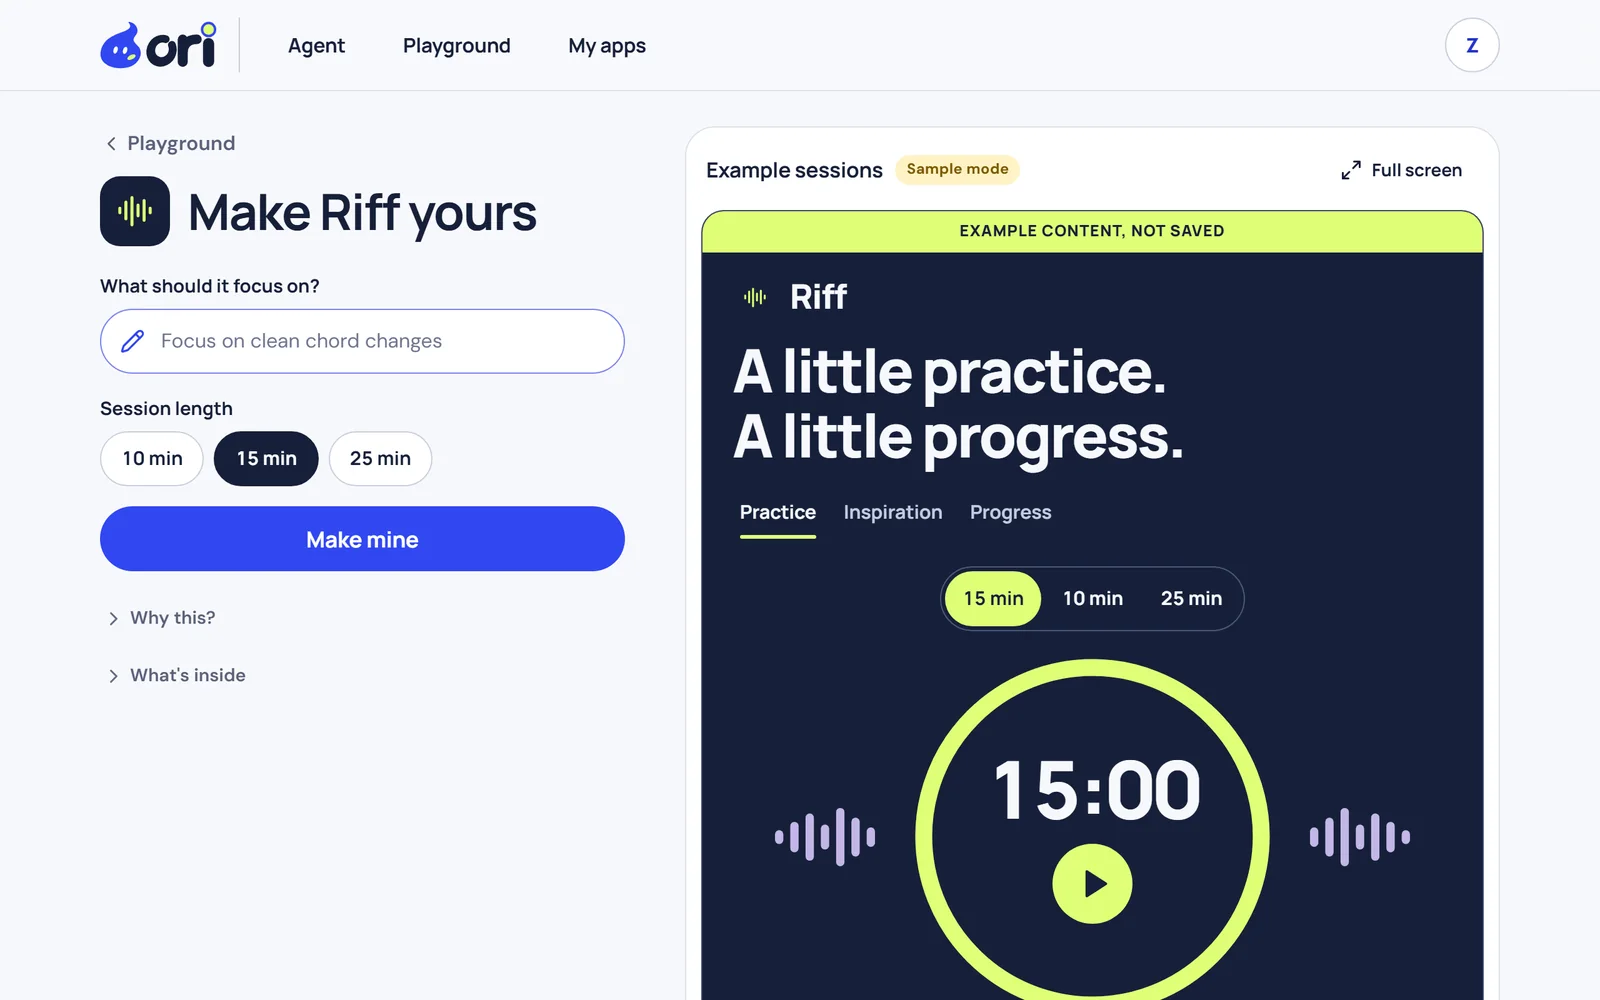 ori
Agent
Playground
My apps
Z
Playground
Make Riff yours
What should it focus on?
Focus on clean chord changes
Session length
10 min
15 min
25 min
Make mine
Why this?
What's inside
Example sessions
Sample mode
Full screen
EXAMPLE CONTENT, NOT SAVED
Riff
A little practice.
A little progress.
Practice
Inspiration
Progress
15 min
10 min
25 min
15:00